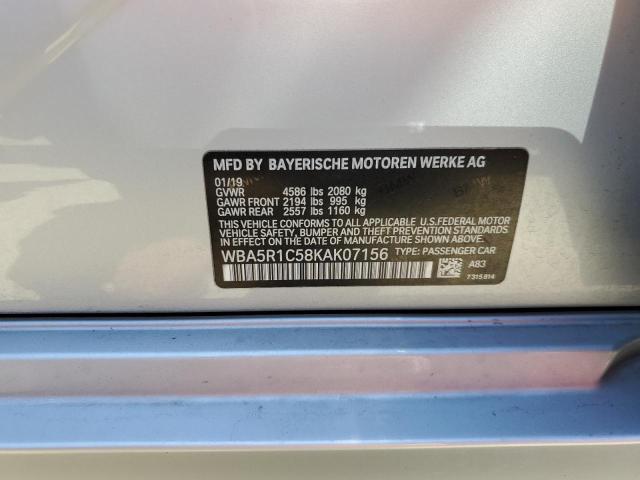 MFD BY BAYERISCHE MOTOREN WERKE AG
01/19
GVWR 4586 lbs 2080 kg
GAWR FRONT 2194 lbs 995 kg
GAWR REAR 2557 lbs 1160 kg
THIS VEHICLE CONFORMS TO ALL APPLICABLE U.S.FEDERAL MOTOR
VEHICLE SAFETY, BUMPER, AND THEFT PREVENTION STANDARDS
IN EFFECT ON THE DATE OF MANUFACTURE SHOWN ABOVE.
WBA5R1C58KAK07156 TYPE: PASSENGER CAR
A83
7315814